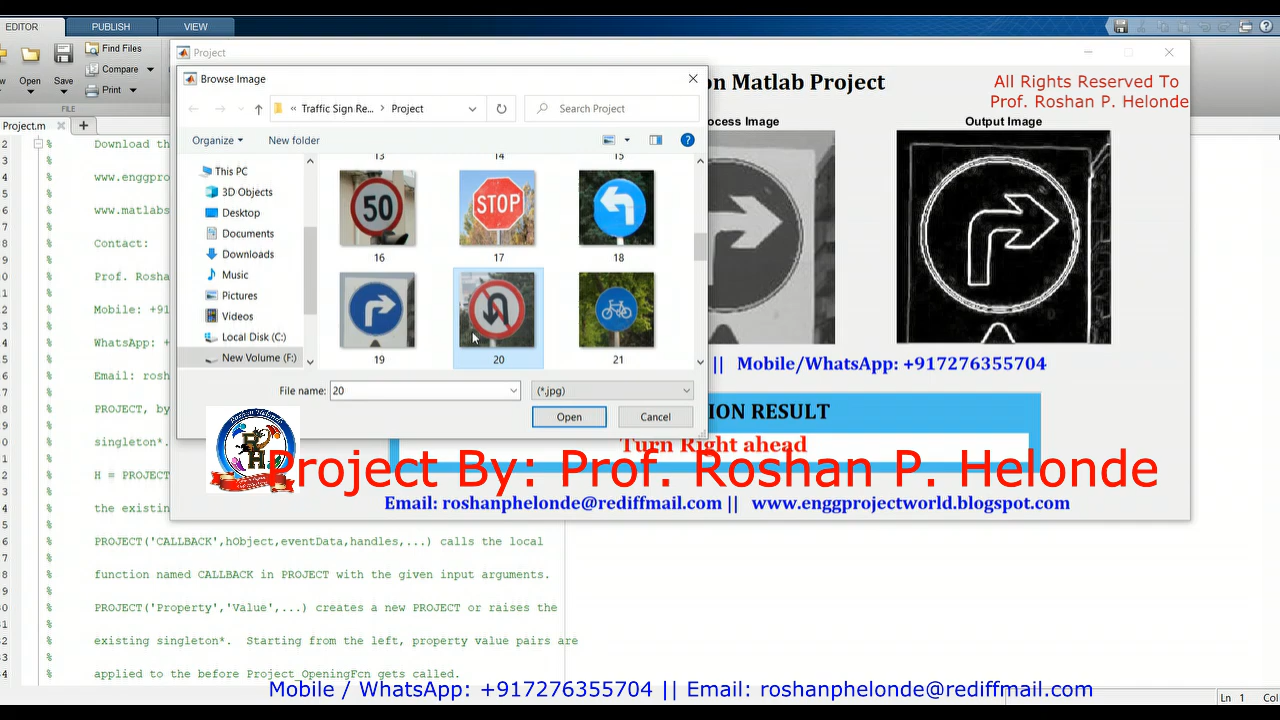 EDITOR PUBLISH VIEW
Find Files
Compare
Open Save Print
FILE
Project.m
Project
Browse Image
on Matlab Project
All Rights Reserved To
Prof. Roshan P. Helonde
ocess Image
Output Image
« Traffic Sign Re... > Project
Search Project
Organize New folder
This PC
3D Objects
Desktop
Documents
Downloads
Music
Pictures
Videos
Local Disk (C:)
New Volume (F:)
13 14 15
50 STOP
16 17 18
19 20 21
File name: 20 (*.jpg)
Open Cancel
|| Mobile/WhatsApp: +917276355704
ION RESULT
Turn Right ahead
Project By: Prof. Roshan P. Helonde
Email: roshanphelonde@rediffmail.com || www.enggprojectworld.blogspot.com
% Download th
%
% www.enggpro
%
% www.matlabs
%
% Contact:
%
% Prof. Roshan
%
% Mobile: +91
%
% WhatsApp: +
%
% Email: rosh
%
% PROJECT, by
%
% singleton*.
%
% H = PROJECT
%
% the existin
%
% PROJECT('CALLBACK',hObject,eventData,handles,...) calls the local
%
% function named CALLBACK in PROJECT with the given input arguments.
%
% PROJECT('Property','Value',...) creates a new PROJECT or raises the
%
% existing singleton*. Starting from the left, property value pairs are
%
% applied to the before Project_OpeningFcn gets called.
Mobile / WhatsApp: +917276355704 || Email: roshanphelonde@rediffmail.com
Ln 1 Col